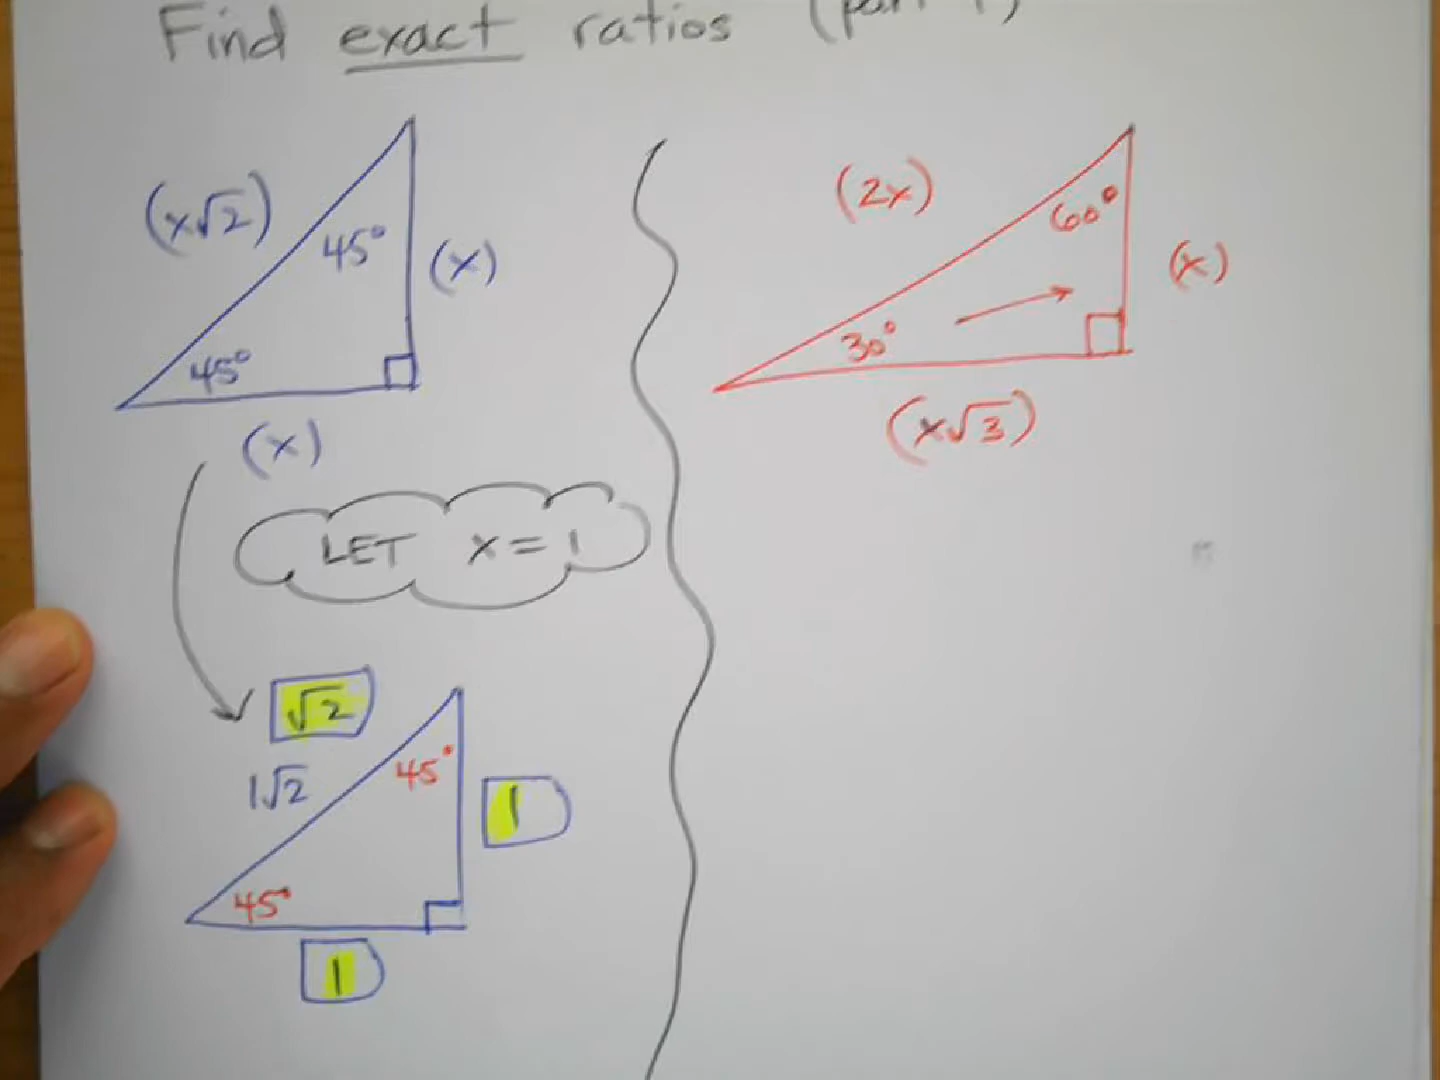 Find exact ratios
(x√2)
45°
(x)
45°
(x)
(2x)
60°
(x)
30°
(x√3)
LET x = 1
√2
1√2
45°
1
45°
1